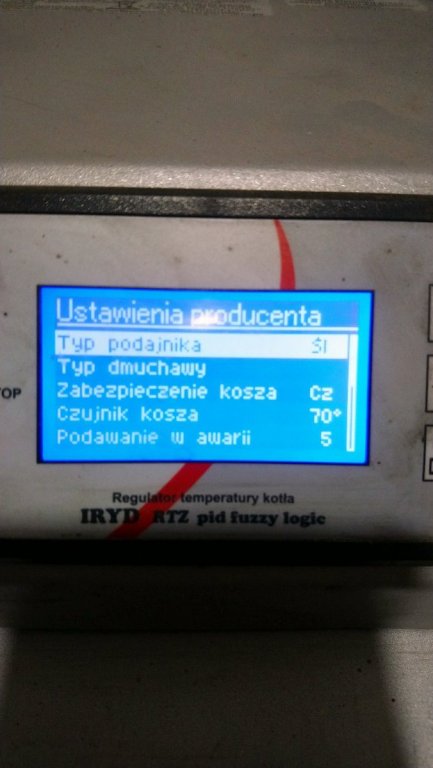 Ustawienia producenta
Typ podajnika Śl
Typ dmuchawy
Zabezpieczenie kosza Cz
Czujnik kosza 70°
Podawanie w awarii 5
TOP
Regulator temperatury kotła
IRYD RTZ pid fuzzy logic